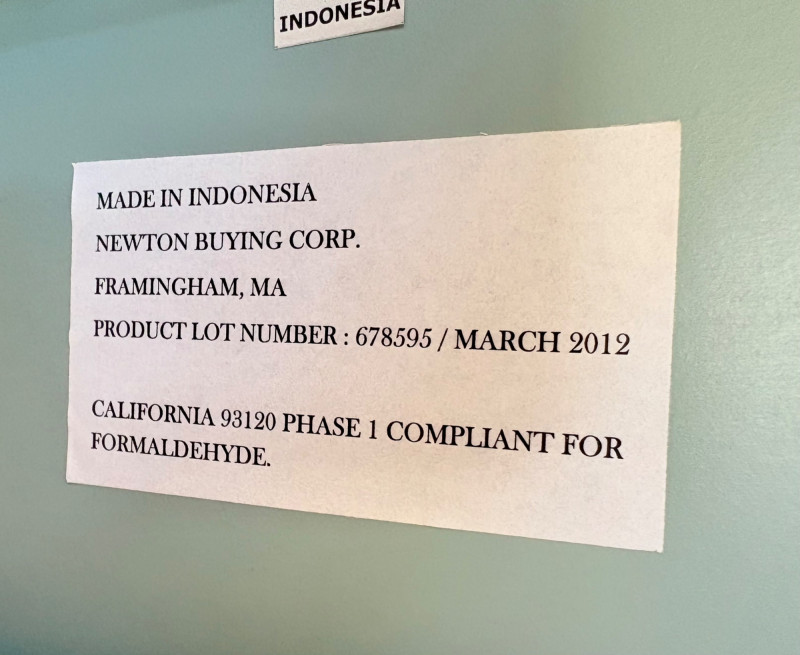 INDONESIA
MADE IN INDONESIA
NEWTON BUYING CORP.
FRAMINGHAM, MA
PRODUCT LOT NUMBER : 678595 / MARCH 2012
CALIFORNIA 93120 PHASE 1 COMPLIANT FOR
FORMALDEHYDE.